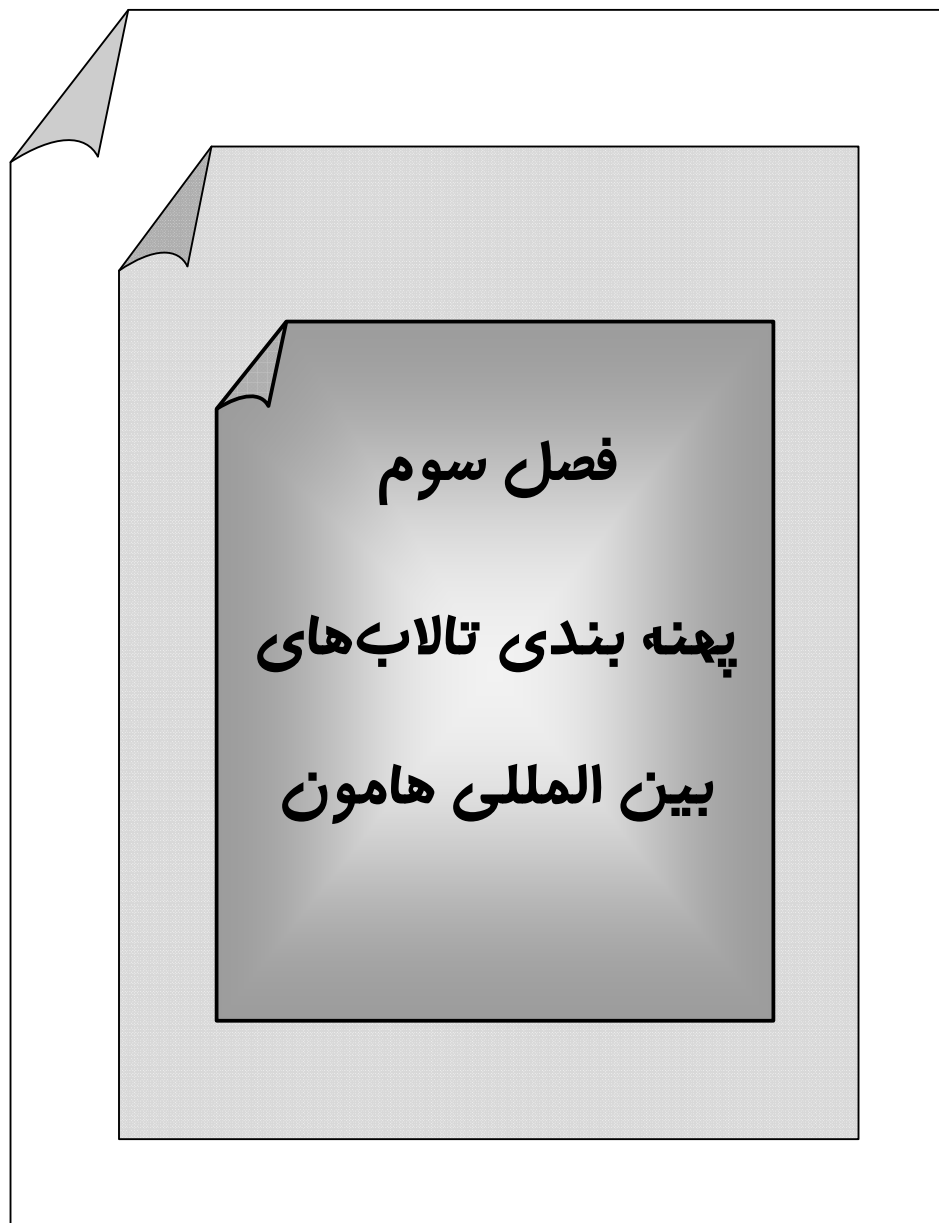 فصل سوم
پهنه بندی تالاب‌های
بین المللی هامون